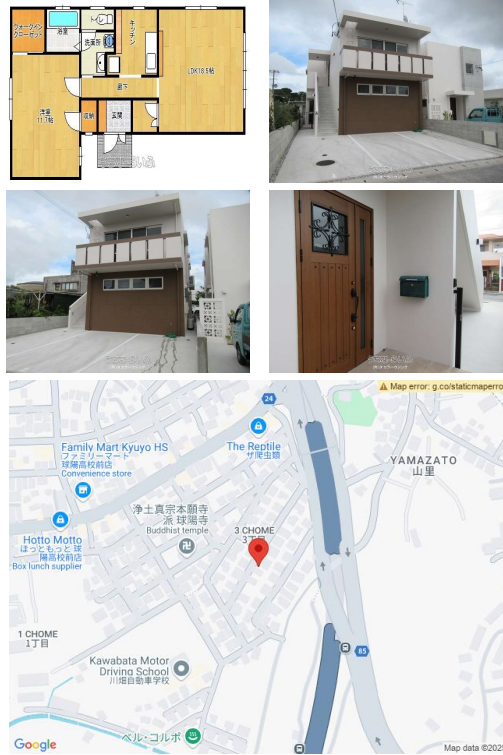 ウォークイン
クローゼット
浴室
トイレ
洗面所
キッチン
LDK18.5帖
廊下
洋室
収納
玄関
Map error: g.co/staticmaperro
24
Family Mart Kyuyo HS
ファミリーマート
球陽高校前店
Convenience store
The Reptile
ザ爬虫類
YAMAZATO
山里
浄土真宗本願寺
派 球陽寺
Buddhist temple
3 CHOME
3丁目
Hotto Motto
ほっともっと 球
陽高校前店
Box lunch supplier
1 CHOME
1丁目
85
Kawabata Motor
Driving School
川畑自動車学校
ベル・コルポ
Google
Map data ©202